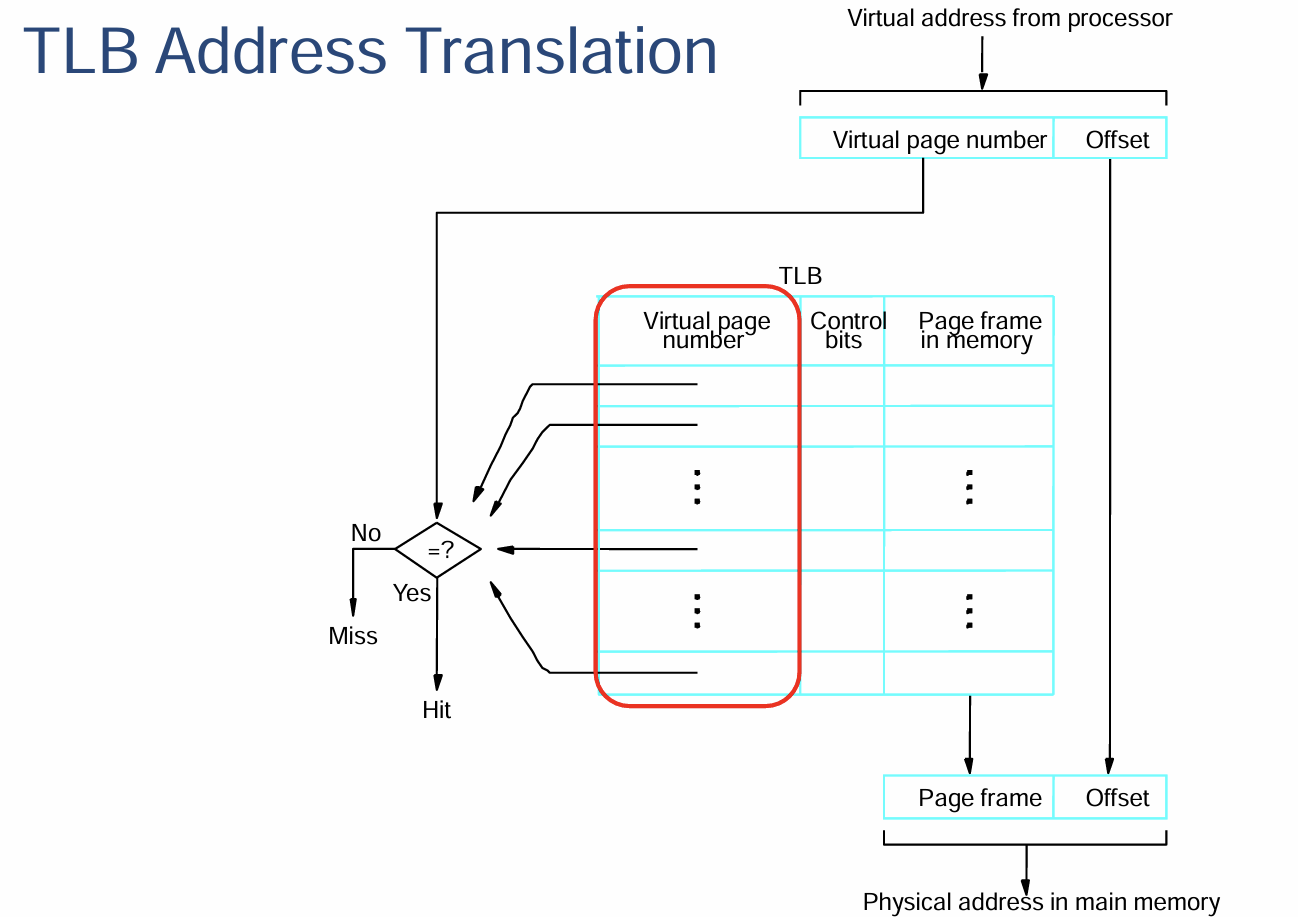 TLB Address Translation
Virtual address from processor
Virtual page number
Offset
TLB
Virtual page
number
Control
bits
Page frame
in memory
No
=?
Yes
Miss
Hit
Page frame
Offset
Physical address in main memory